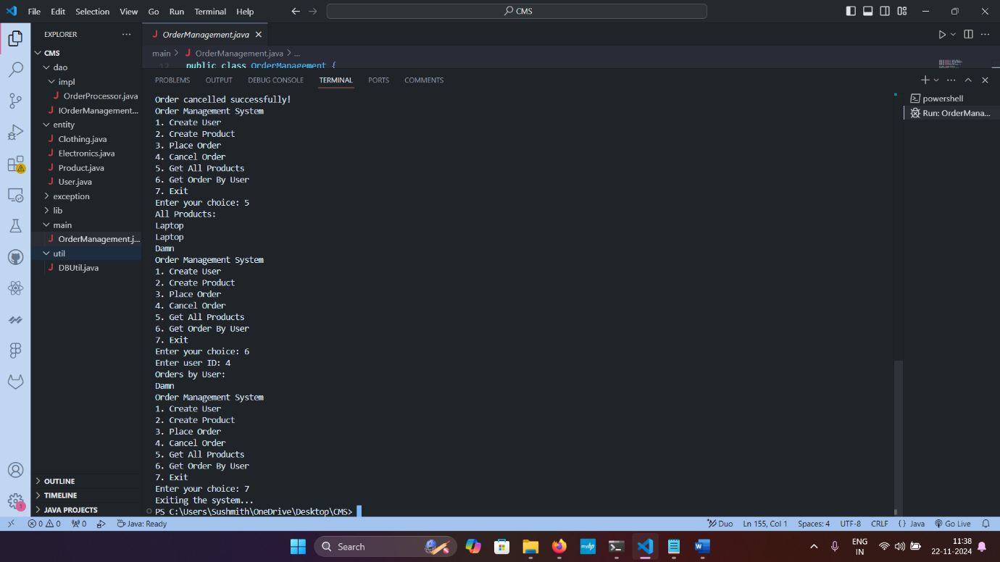 File Edit Selection View Go Run Terminal Help
CMS
EXPLORER
CMS
dao
impl
OrderProcessor.java
IOrderManagement...
entity
Clothing.java
Electronics.java
Product.java
User.java
exception
lib
main
OrderManagement.j...
util
DBUtil.java
OUTLINE
TIMELINE
JAVA PROJECTS
OrderManagement.java
main > OrderManagement.java > ...
12 public class OrderManagement {
PROBLEMS OUTPUT DEBUG CONSOLE TERMINAL PORTS COMMENTS
Order cancelled successfully!
Order Management System
1. Create User
2. Create Product
3. Place Order
4. Cancel Order
5. Get All Products
6. Get Order By User
7. Exit
Enter your choice: 5
All Products:
Laptop
Laptop
Damn
Order Management System
1. Create User
2. Create Product
3. Place Order
4. Cancel Order
5. Get All Products
6. Get Order By User
7. Exit
Enter your choice: 6
Enter user ID: 4
Orders by User:
Damn
Order Management System
1. Create User
2. Create Product
3. Place Order
4. Cancel Order
5. Get All Products
6. Get Order By User
7. Exit
Enter your choice: 7
Exiting the system...
PS C:\Users\Sushmith\OneDrive\Desktop\CMS>
powershell
Run: OrderMana...
1
0 0 0 Java: Ready
Duo Ln 155, Col 1 Spaces: 4 UTF-8 CRLF {} Java Go Live
Search
myhp
W
ENG
IN
11:38
22-11-2024